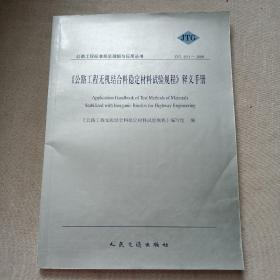 JTG
公路工程标准规范理解与应用丛书
JTG E51—2009
《公路工程无机结合料稳定材料试验规程》释义手册
Application Handbook of Test Methods of Materials
Stabilized with Inorganic Binders for Highway Engineering
《公路工程无机结合料稳定材料试验规程》编写组 编
人民交通出版社